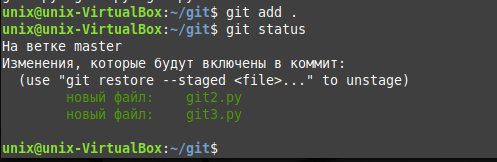 unix@unix-VirtualBox:~/git$ git add .
unix@unix-VirtualBox:~/git$ git status
На ветке master
Изменения, которые будут включены в коммит:
  (use "git restore --staged <file>..." to unstage)
        новый файл:    git2.py
        новый файл:    git3.py

unix@unix-VirtualBox:~/git$